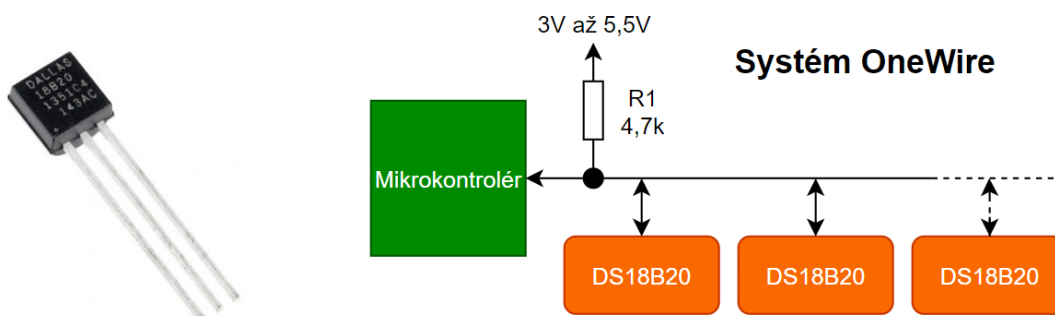 DALLAS
18B20
1351C4
143AC
3V až 5,5V
Systém OneWire
R1
4,7k
Mikrokontrolér
DS18B20
DS18B20
DS18B20